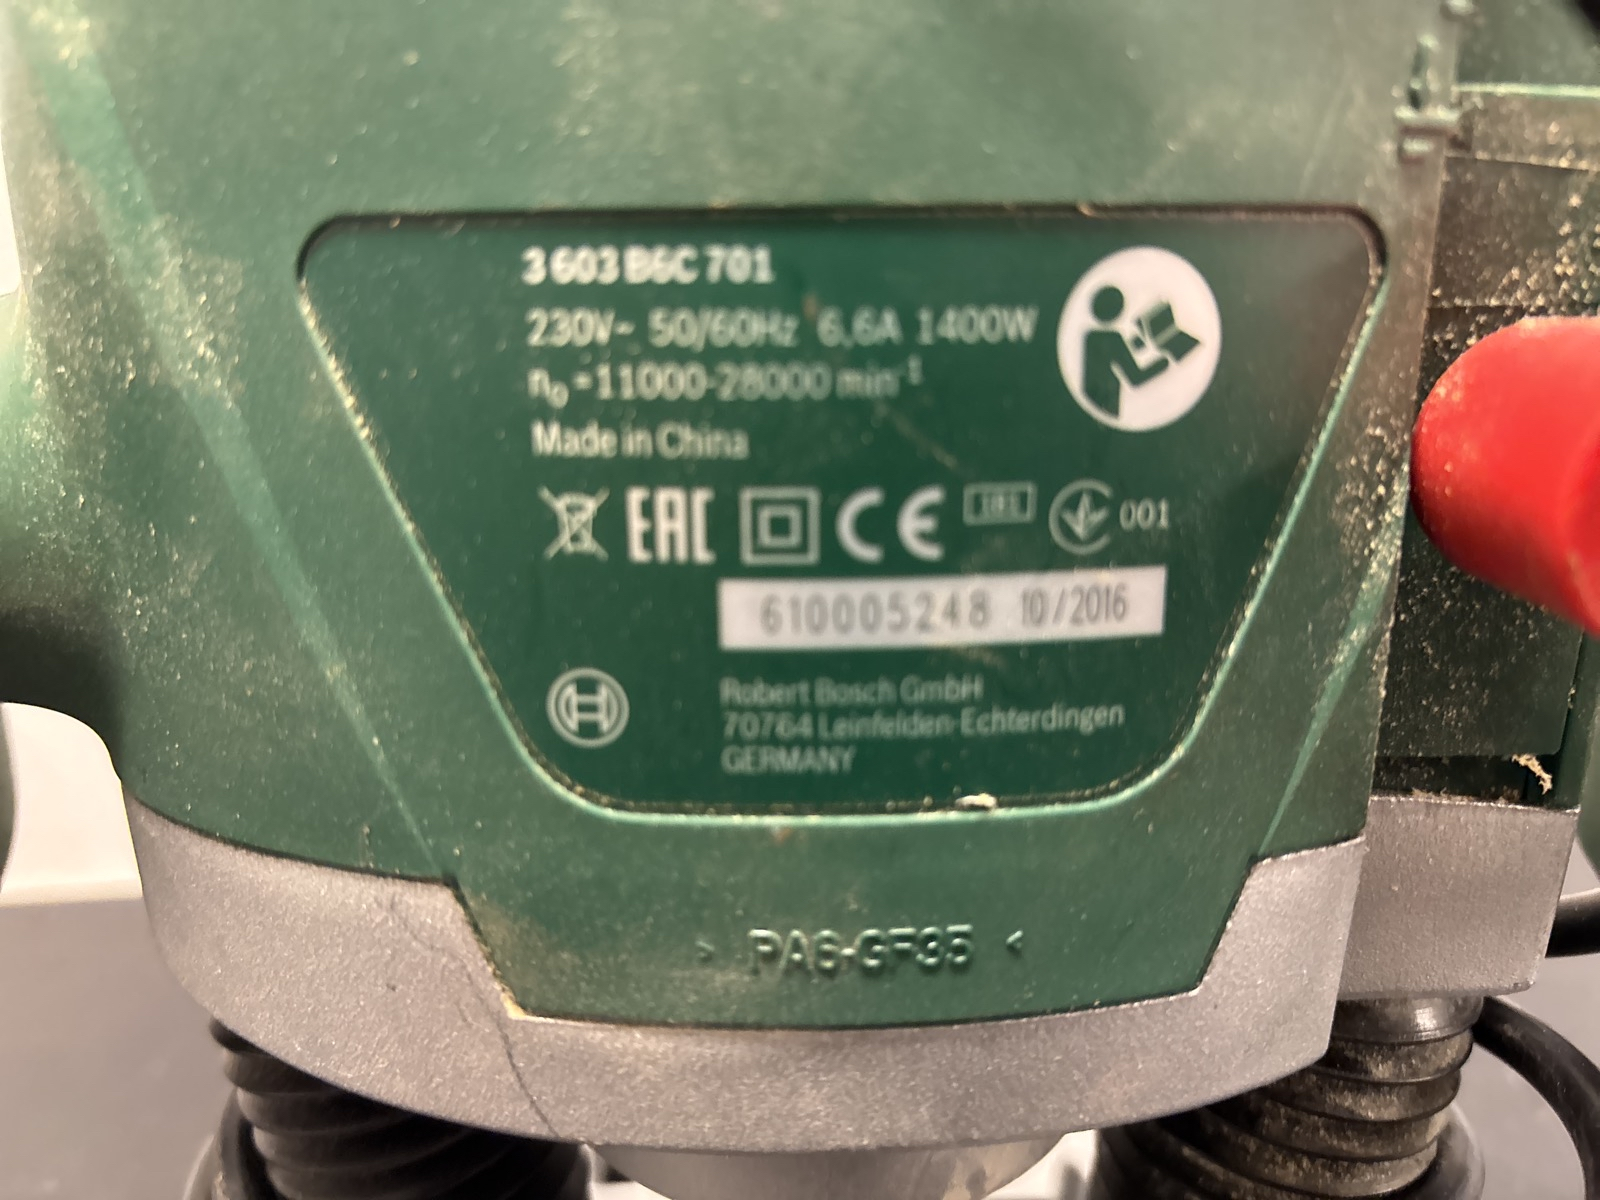 3 603 B6C 701
230V~ 50/60Hz 6,6A 1400W
n₀ = 11000-28000 min⁻¹
Made in China
EAC CE 001
610005248 10/2016
Robert Bosch GmbH
70764 Leinfelden-Echterdingen
GERMANY
> PA6-GF35 <